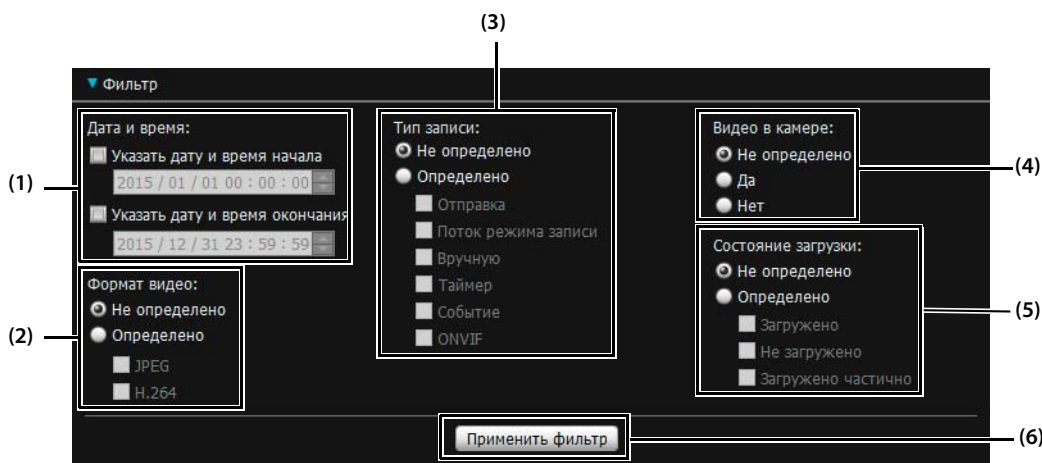 (3)
Фильтр
(1)
Дата и время:
Указать дату и время начала
2015 / 01 / 01 00 : 00 : 00
Указать дату и время окончания
2015 / 12 / 31 23 : 59 : 59
(2)
Формат видео:
Не определено
Определено
JPEG
H.264
Тип записи:
Не определено
Определено
Отправка
Поток режима записи
Вручную
Таймер
Событие
ONVIF
Видео в камере:
Не определено
Да
Нет
(4)
Состояние загрузки:
Не определено
Определено
Загружено
Не загружено
Загружено частично
(5)
Применить фильтр
(6)